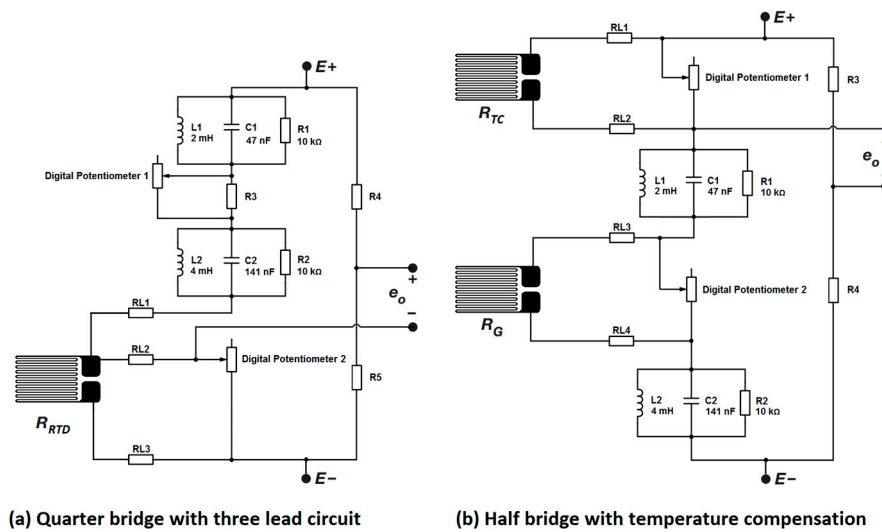 E+
L1
2 mH
C1
47 nF
R1
10 kΩ
Digital Potentiometer 1
R3
R4
L2
4 mH
C2
141 nF
R2
10 kΩ
+
eo
−
RL1
RL2
Digital Potentiometer 2
R5
RRTD
RL3
E−
(a) Quarter bridge with three lead circuit
RL1
E+
Digital Potentiometer 1
R3
RTC
RL2
eo
L1
2 mH
C1
47 nF
R1
10 kΩ
RL3
Digital Potentiometer 2
R4
RG
RL4
L2
4 mH
C2
141 nF
R2
10 kΩ
E−
(b) Half bridge with temperature compensation